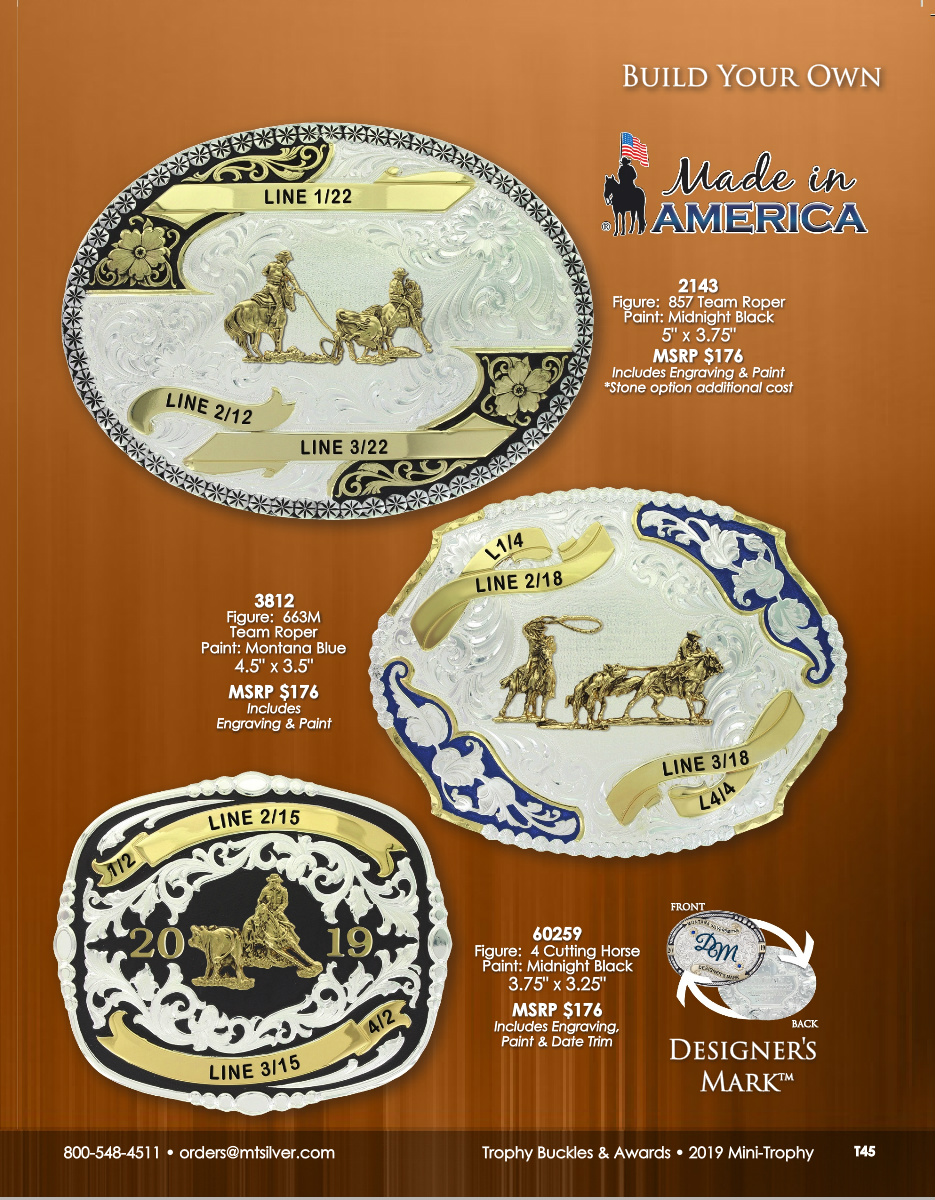 BUILD YOUR OWN
Made in
AMERICA
®
LINE 1/22
LINE 2/12
LINE 3/22
2143
Figure: 857 Team Roper
Paint: Midnight Black
5" x 3.75"
MSRP $176
Includes Engraving & Paint
*Stone option additional cost
L1/4
LINE 2/18
LINE 3/18
L4/4
3812
Figure: 663M
Team Roper
Paint: Montana Blue
4.5" x 3.5"
MSRP $176
Includes
Engraving & Paint
LINE 2/15
1/2
20 19
4/2
LINE 3/15
60259
Figure: 4 Cutting Horse
Paint: Midnight Black
3.75" x 3.25"
MSRP $176
Includes Engraving,
Paint & Date Trim
FRONT
DM
DESIGNER'S MARK
BACK
DESIGNER'S
MARK™
800-548-4511 • orders@mtsilver.com
Trophy Buckles & Awards • 2019 Mini-Trophy T45